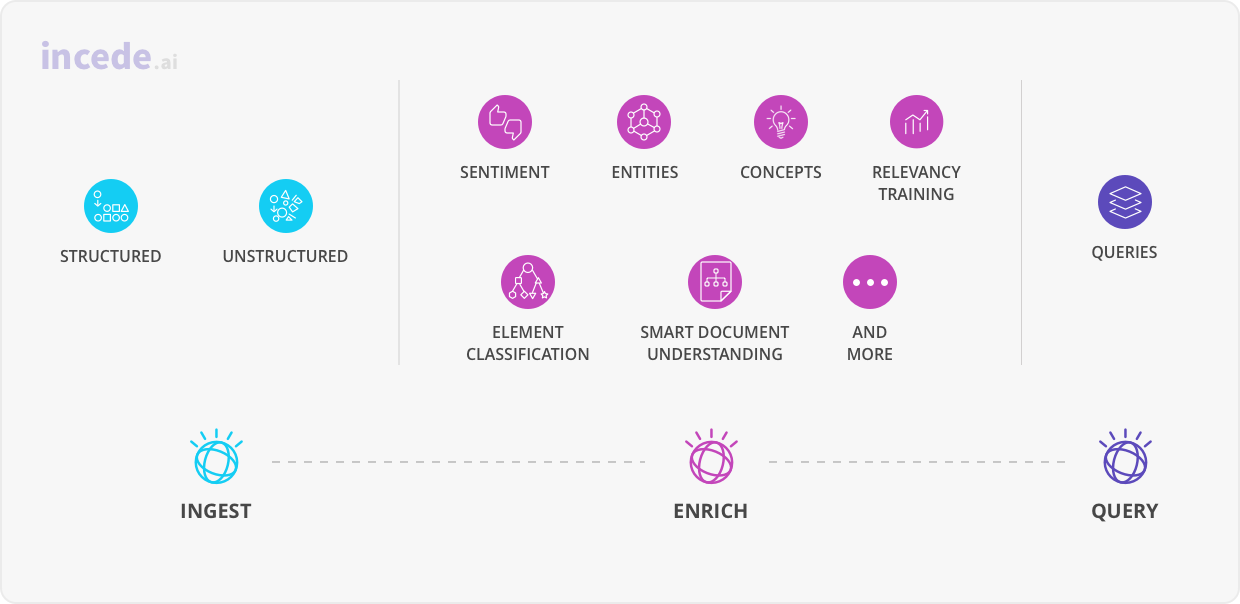 incede.ai
SENTIMENT
ENTITIES
CONCEPTS
RELEVANCY
TRAINING
STRUCTURED
UNSTRUCTURED
QUERIES
ELEMENT
CLASSIFICATION
SMART DOCUMENT
UNDERSTANDING
AND
MORE
INGEST
ENRICH
QUERY